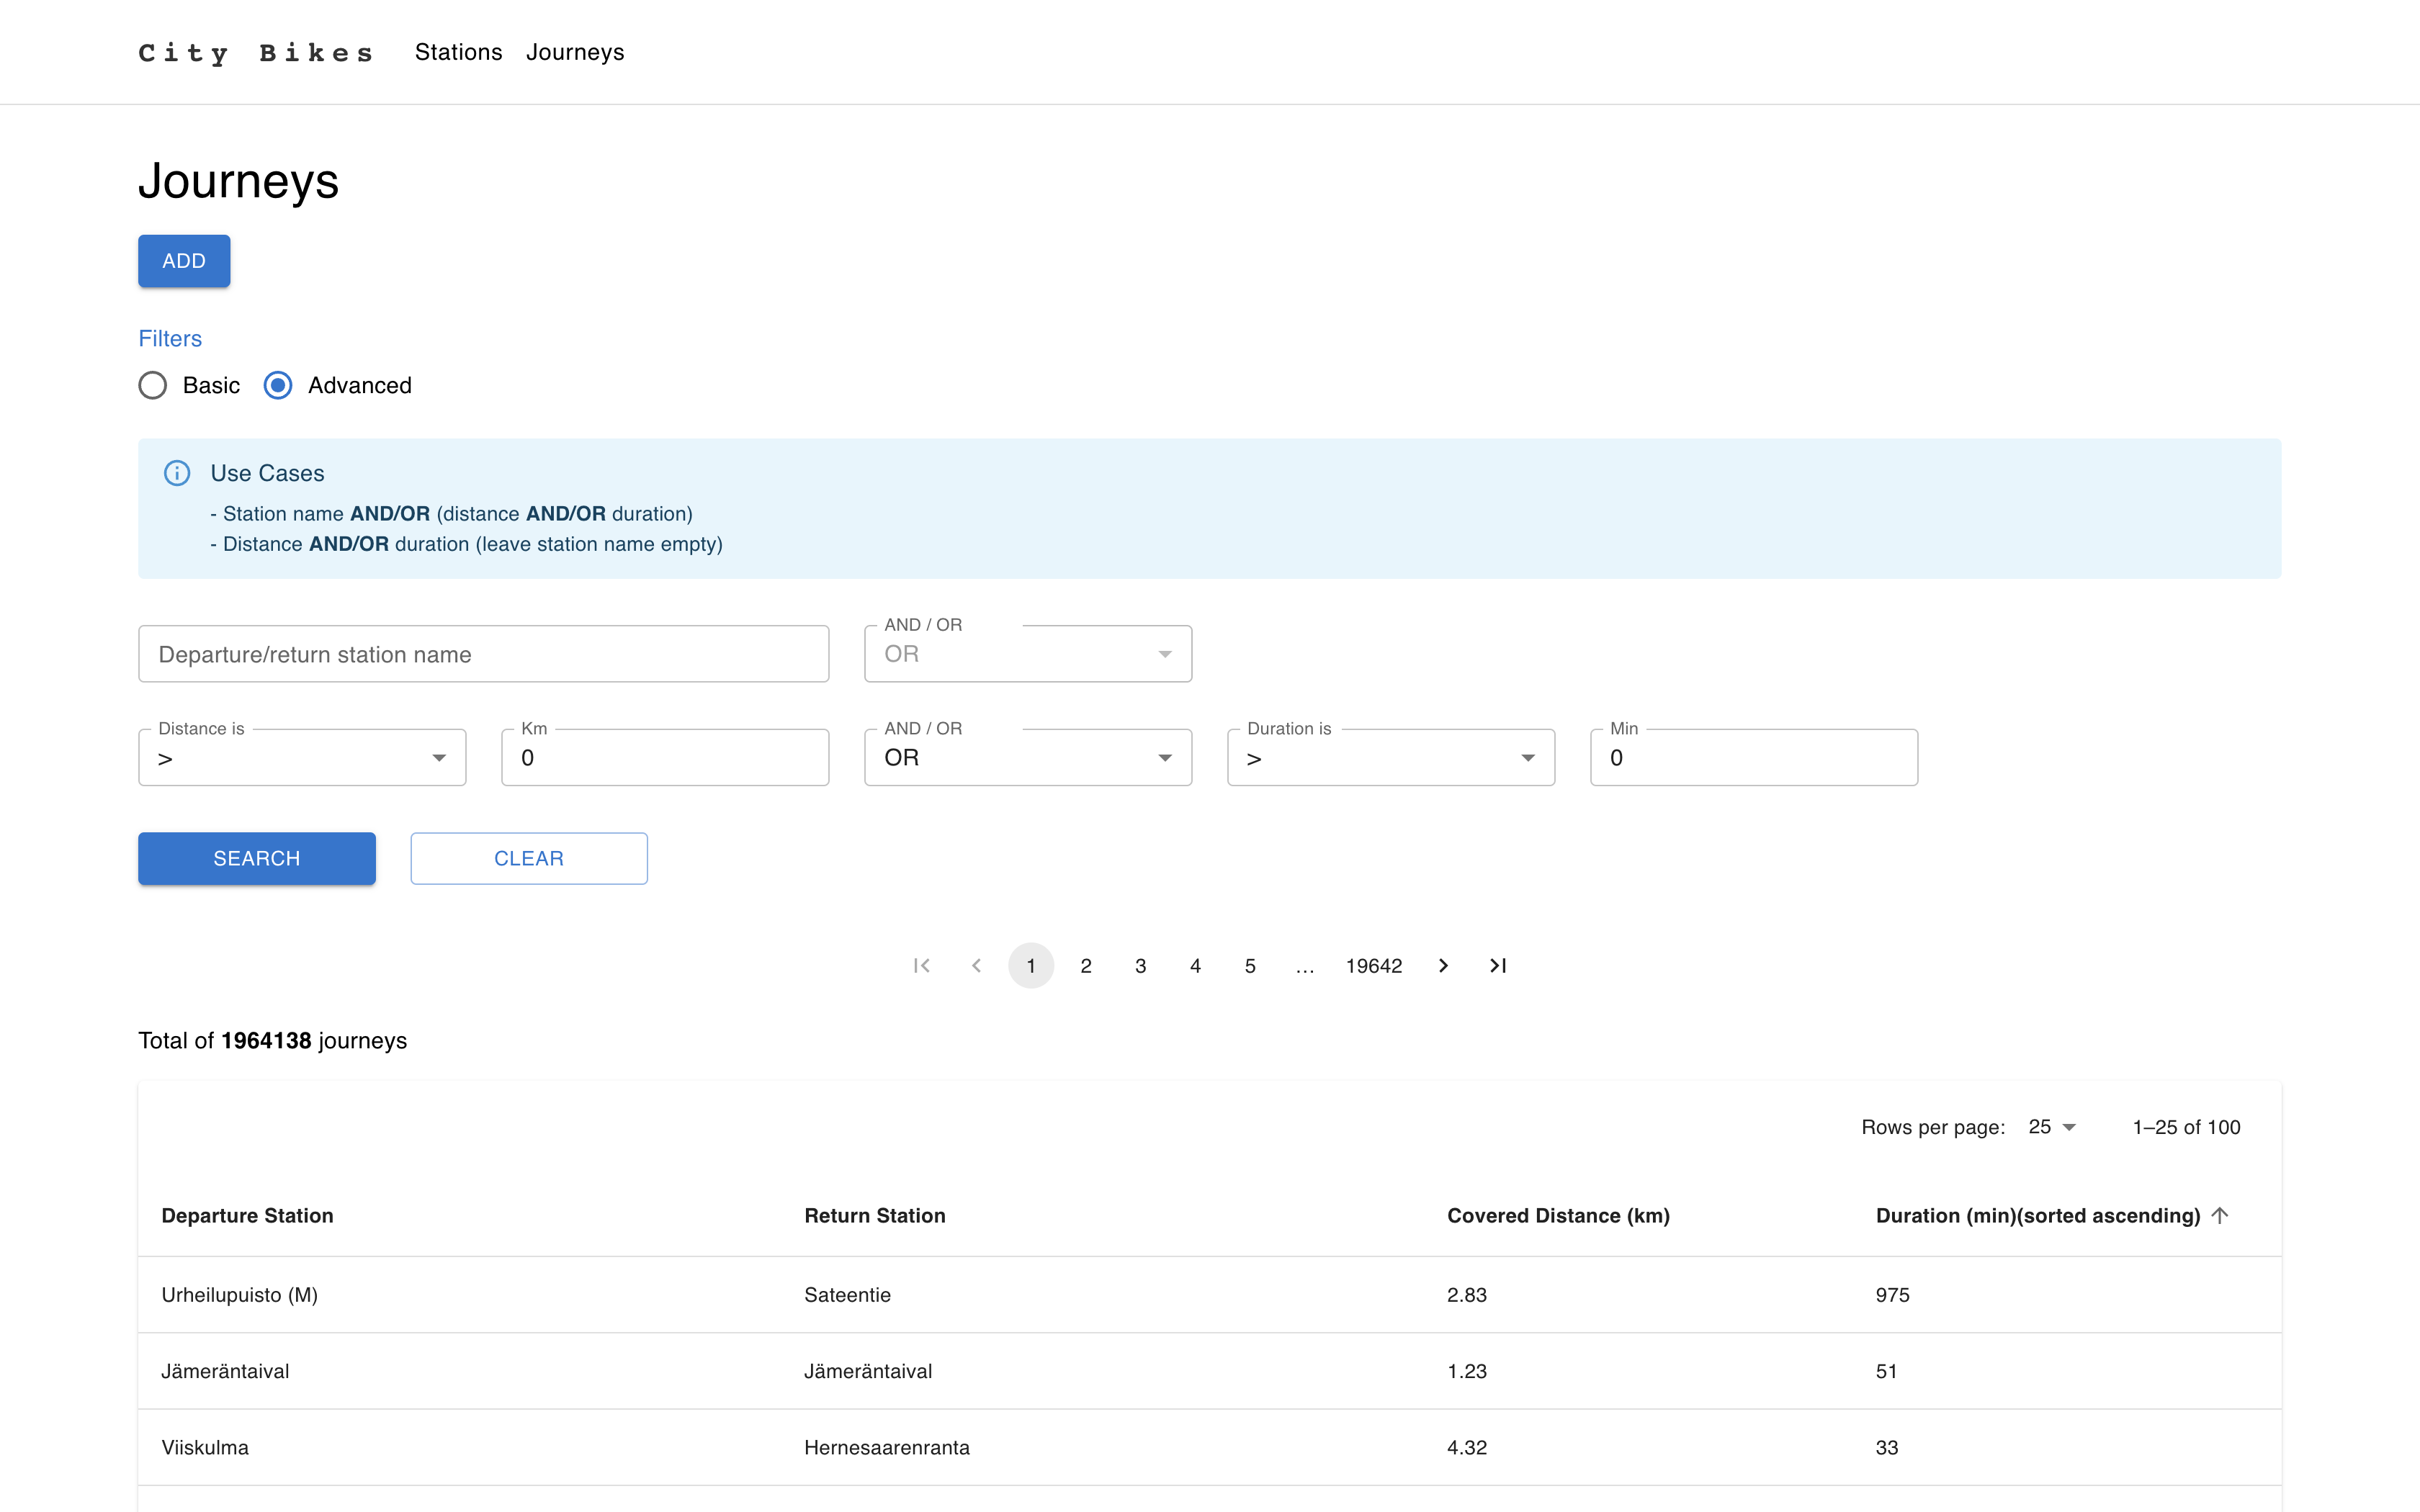 City Bikes Stations Journeys
Journeys
ADD
Filters
Basic Advanced
Use Cases
- Station name AND/OR (distance AND/OR duration)
- Distance AND/OR duration (leave station name empty)
AND / OR
Departure/return station name OR
Distance is Km AND / OR Duration is Min
> 0 OR > 0
SEARCH CLEAR
1 2 3 4 5 … 19642
Total of 1964138 journeys
Rows per page: 25 1–25 of 100
Departure Station Return Station Covered Distance (km) Duration (min)(sorted ascending)
Urheilupuisto (M) Sateentie 2.83 975
Jämeräntaival Jämeräntaival 1.23 51
Viiskulma Hernesaarenranta 4.32 33